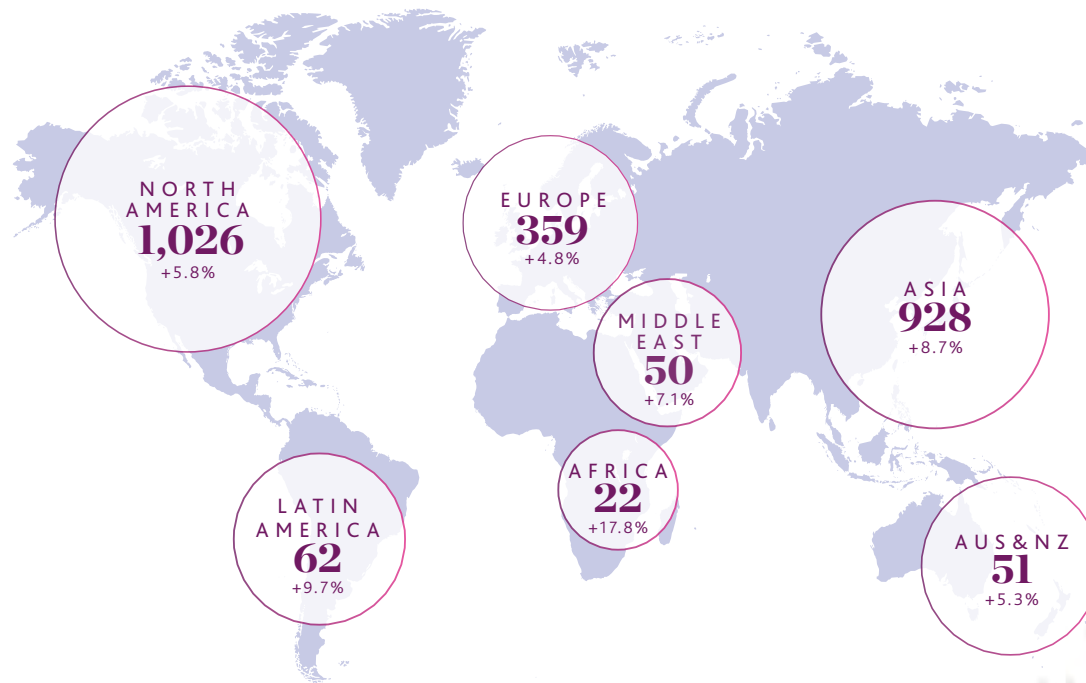 NORTH
AMERICA
1,026
+5.8%
EUROPE
359
+4.8%
ASIA
928
+8.7%
MIDDLE
EAST
50
+7.1%
AFRICA
22
+17.8%
LATIN
AMERICA
62
+9.7%
AUS&NZ
51
+5.3%